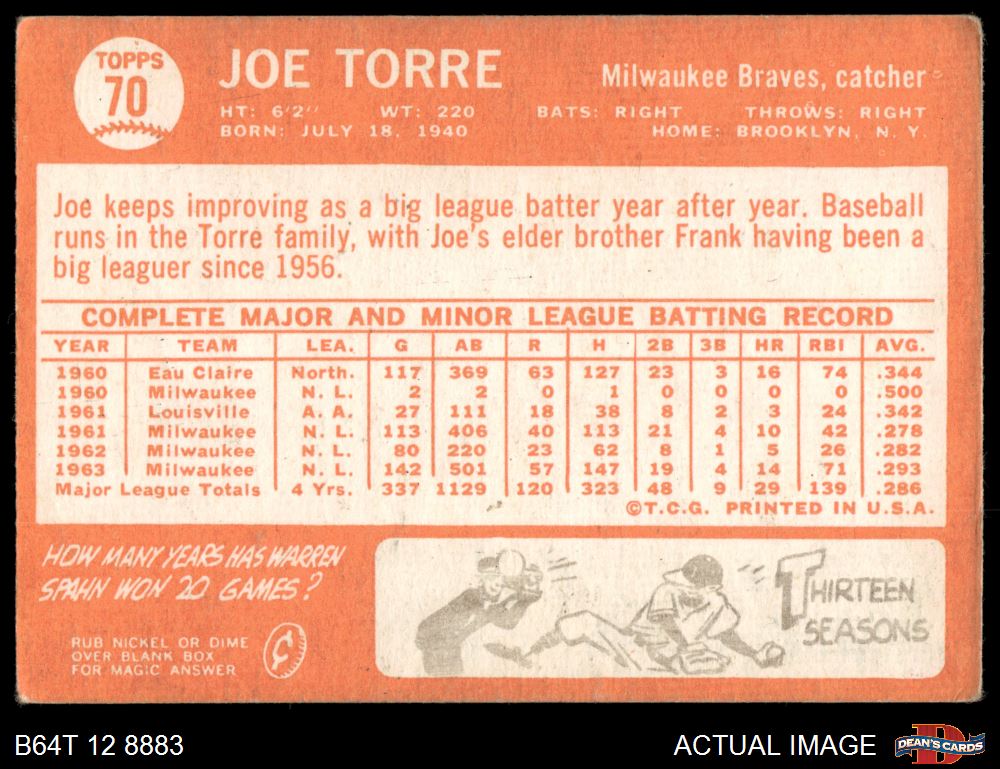 TOPPS
70
JOE TORRE
Milwaukee Braves, catcher
HT: 6'2" WT: 220 BATS: RIGHT THROWS: RIGHT
BORN: JULY 18, 1940 HOME: BROOKLYN, N. Y.
Joe keeps improving as a big league batter year after year. Baseball
runs in the Torre family, with Joe's elder brother Frank having been a
big leaguer since 1956.
COMPLETE MAJOR AND MINOR LEAGUE BATTING RECORD
YEAR TEAM LEA. G AB R H 2B 3B HR RBI AVG.
1960 Eau Claire North. 117 369 63 127 23 3 16 74 .344
1960 Milwaukee N. L. 2 2 0 1 0 0 0 0 .500
1961 Louisville A. A. 27 111 18 38 8 2 3 24 .342
1961 Milwaukee N. L. 113 406 40 113 21 4 10 42 .278
1962 Milwaukee N. L. 80 220 23 62 8 1 5 26 .282
1963 Milwaukee N. L. 142 501 57 147 19 4 14 71 .293
Major League Totals 4 Yrs. 337 1129 120 323 48 9 29 139 .286
©T.C.G. PRINTED IN U.S.A.
HOW MANY YEARS HAS WARREN
SPAHN WON 20 GAMES?
RUB NICKEL OR DIME
OVER BLANK BOX
FOR MAGIC ANSWER
THIRTEEN
SEASONS
B64T 12 8883
ACTUAL IMAGE
DEAN'S CARDS